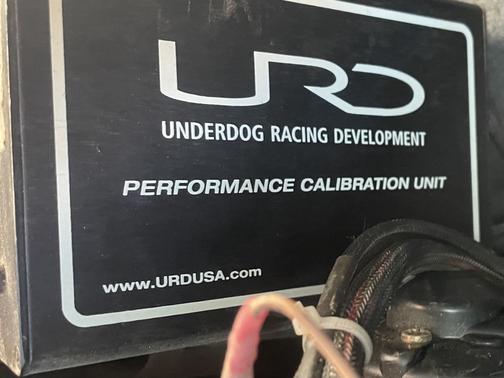 URD
UNDERDOG RACING DEVELOPMENT
PERFORMANCE CALIBRATION UNIT
www.URDUSA.com